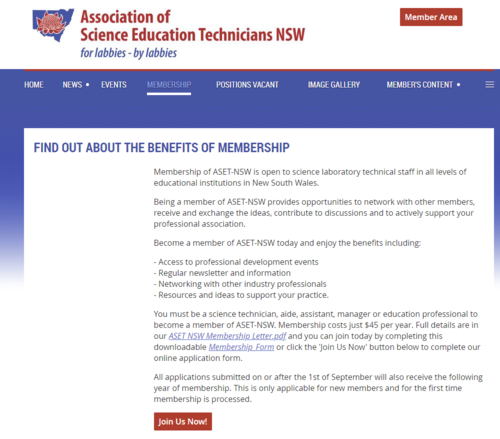 Association of
Science Education Technicians NSW
for labbies - by labbies
Member Area
HOME NEWS EVENTS MEMBERSHIP POSITIONS VACANT IMAGE GALLERY MEMBER'S CONTENT
FIND OUT ABOUT THE BENEFITS OF MEMBERSHIP
Membership of ASET-NSW is open to science laboratory technical staff in all levels of
educational institutions in New South Wales.
Being a member of ASET-NSW provides opportunities to network with other members,
receive and exchange the ideas, contribute to discussions and to actively support your
professional association.
Become a member of ASET-NSW today and enjoy the benefits including:
- Access to professional development events
- Regular newsletter and information
- Networking with other industry professionals
- Resources and ideas to support your practice.
You must be a science technician, aide, assistant, manager or education professional to
become a member of ASET-NSW. Membership costs just $45 per year. Full details are in
our ASET NSW Membership Letter.pdf and you can join today by completing this
downloadable Membership Form or click the 'Join Us Now' button below to complete our
online application form.
All applications submitted on or after the 1st of September will also receive the following
year of membership. This is only applicable for new members and for the first time
membership is processed.
Join Us Now!